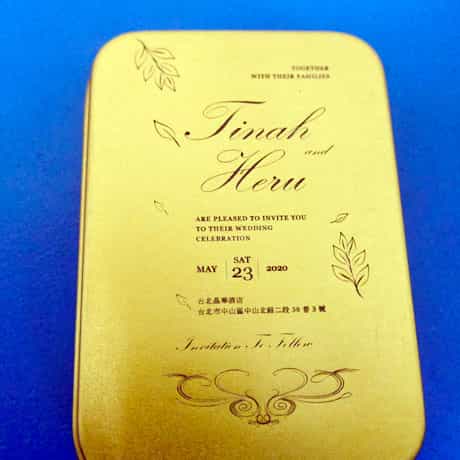 TOGETHER
WITH THEIR FAMILIES
Tinah
and
Heru
ARE PLEASED TO INVITE YOU
TO THEIR WEDDING
CELEBRATION
MAY SAT 23 2020
台北晶華酒店
台北市中山區中山北路二段39巷3號
Invitation To Follow